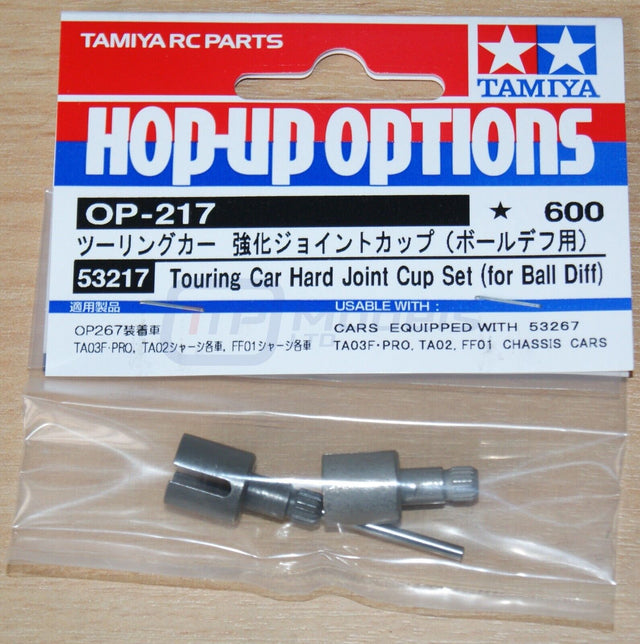 TAMIYA RC PARTS
TAMIYA
HOP-UP OPTIONS
OP-217 ★ 600
ツーリングカー 強化ジョイントカップ (ボールデフ用)
53217 Touring Car Hard Joint Cup Set (for Ball Diff)
適用製品
OP267装着車
TA03F・PRO, TA02シャーシ各車, FF01シャーシ各車
USABLE WITH :
CARS EQUIPPED WITH 53267
TA03F・PRO, TA02, FF01 CHASSIS CARS
MODELS
LTD